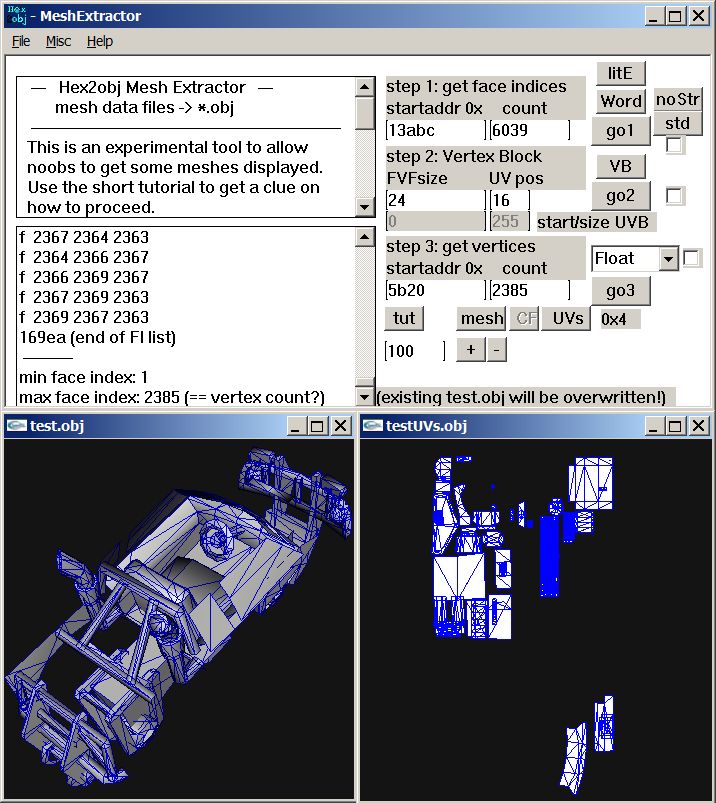 Hex
obj
- MeshExtractor
File Misc Help
— Hex2obj Mesh Extractor —
mesh data files -> *.obj
This is an experimental tool to allow
noobs to get some meshes displayed.
Use the short tutorial to get a clue on
how to proceed.
f 2367 2364 2363
f 2364 2366 2367
f 2366 2369 2367
f 2367 2369 2363
f 2369 2367 2363
169ea (end of FI list)
min face index: 1
max face index: 2385 (== vertex count?)
step 1: get face indices
startaddr 0x count
13abc 6039
litE
Word
noStr
go1
std
step 2: Vertex Block
FVFsize UV pos
24 16
0 255 start/size UVB
VB
go2
step 3: get vertices
startaddr 0x count
5b20 2385
Float
go3
tut mesh CF UVs 0x4
100 + -
(existing test.obj will be overwritten!)
test.obj
testUVs.obj